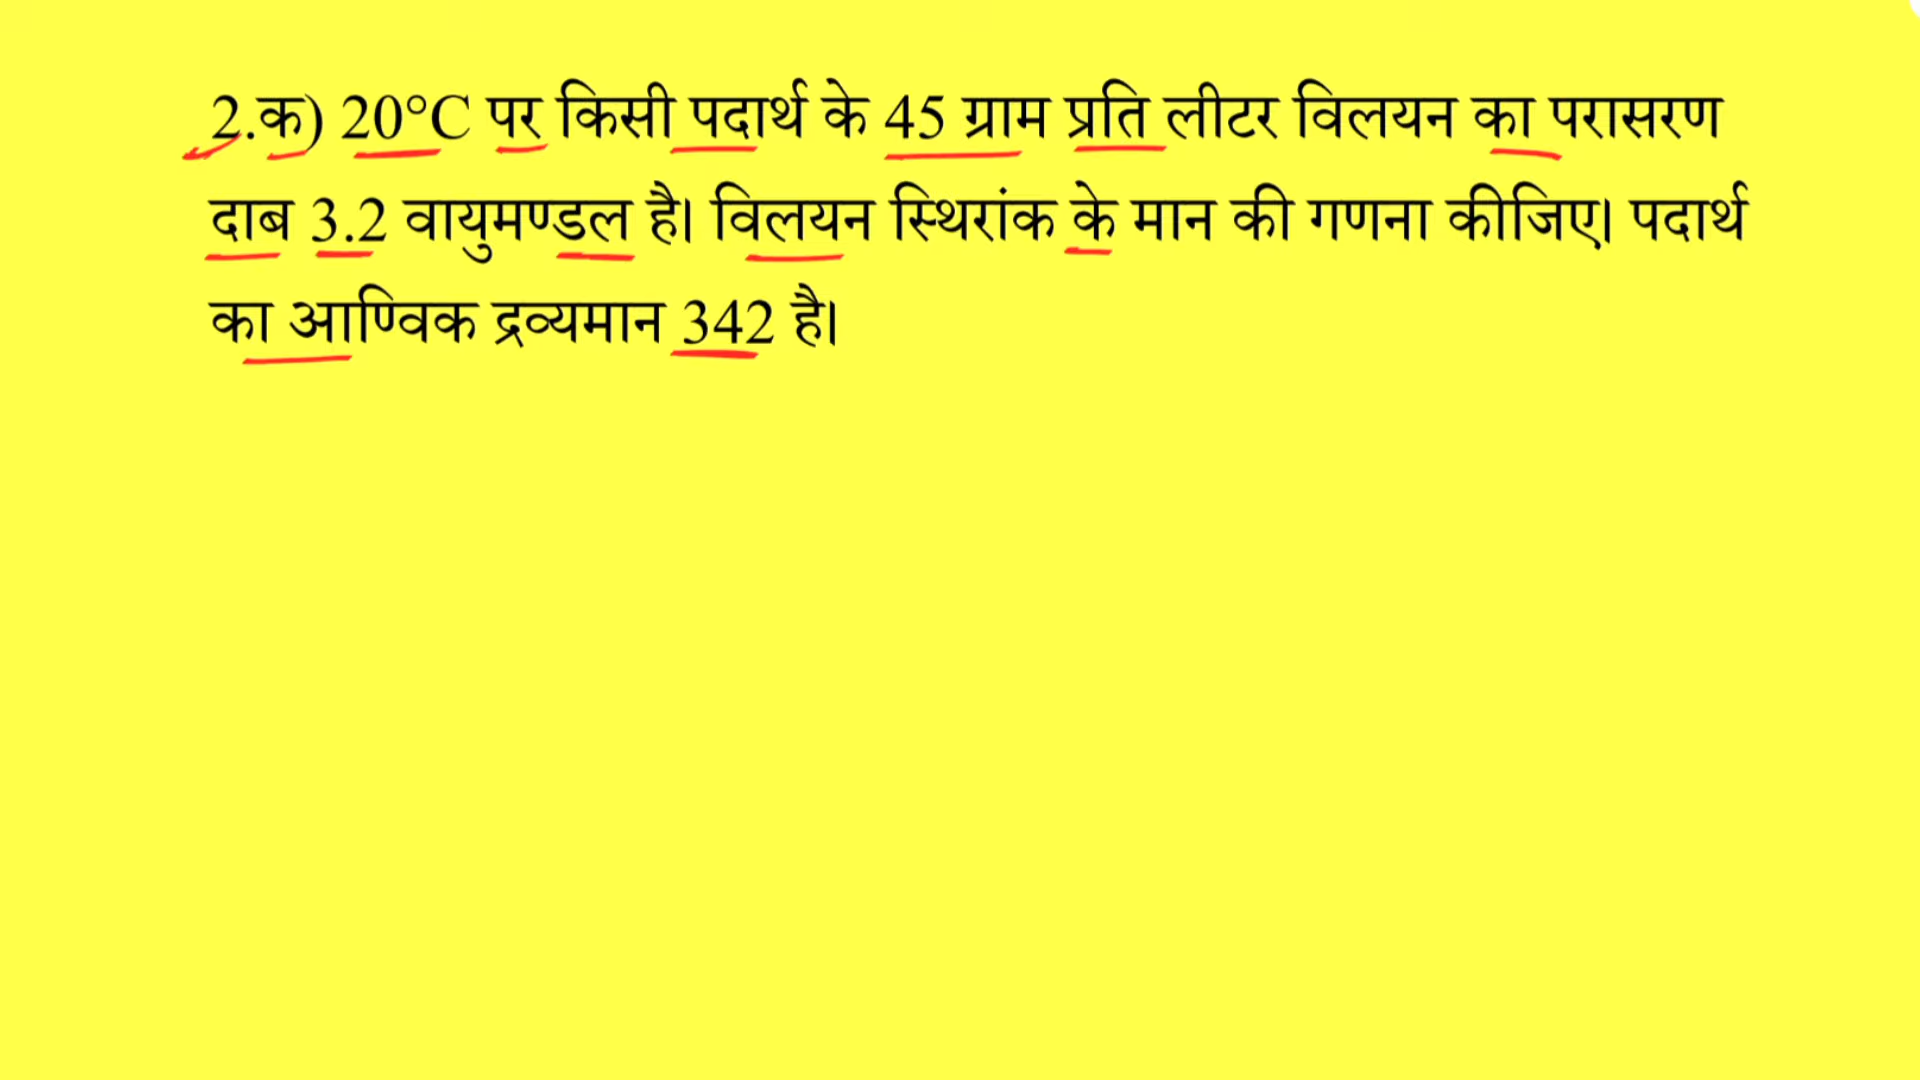 2.क) 20°C पर किसी पदार्थ के 45 ग्राम प्रति लीटर विलयन का परासरण
दाब 3.2 वायुमण्डल है। विलयन स्थिरांक के मान की गणना कीजिए। पदार्थ
का आण्विक द्रव्यमान 342 है।